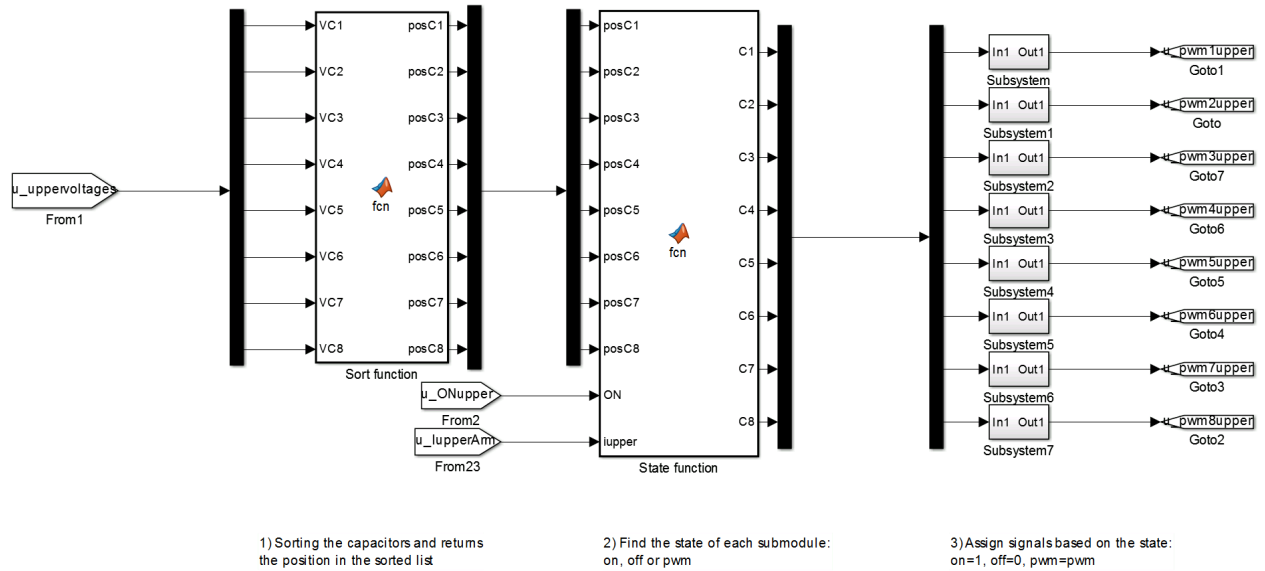 VC1
VC2
VC3
VC4
VC5
VC6
VC7
VC8
fcn
posC1
posC2
posC3
posC4
posC5
posC6
posC7
posC8
Sort function
u_uppervoltages
From1
u_ONupper
From2
u_IupperArm
From23
posC1
posC2
posC3
posC4
posC5
posC6
posC7
posC8
ON
iupper
fcn
C1
C2
C3
C4
C5
C6
C7
C8
State function
In1 Out1
Subsystem
In1 Out1
Subsystem1
In1 Out1
Subsystem2
In1 Out1
Subsystem3
In1 Out1
Subsystem4
In1 Out1
Subsystem5
In1 Out1
Subsystem6
In1 Out1
Subsystem7
u_pwm1upper
Goto1
u_pwm2upper
Goto
u_pwm3upper
Goto7
u_pwm4upper
Goto6
u_pwm5upper
Goto5
u_pwm6upper
Goto4
u_pwm7upper
Goto3
u_pwm8upper
Goto2
1) Sorting the capacitors and returns
the position in the sorted list
2) Find the state of each submodule:
on, off or pwm
3) Assign signals based on the state:
on=1, off=0, pwm=pwm